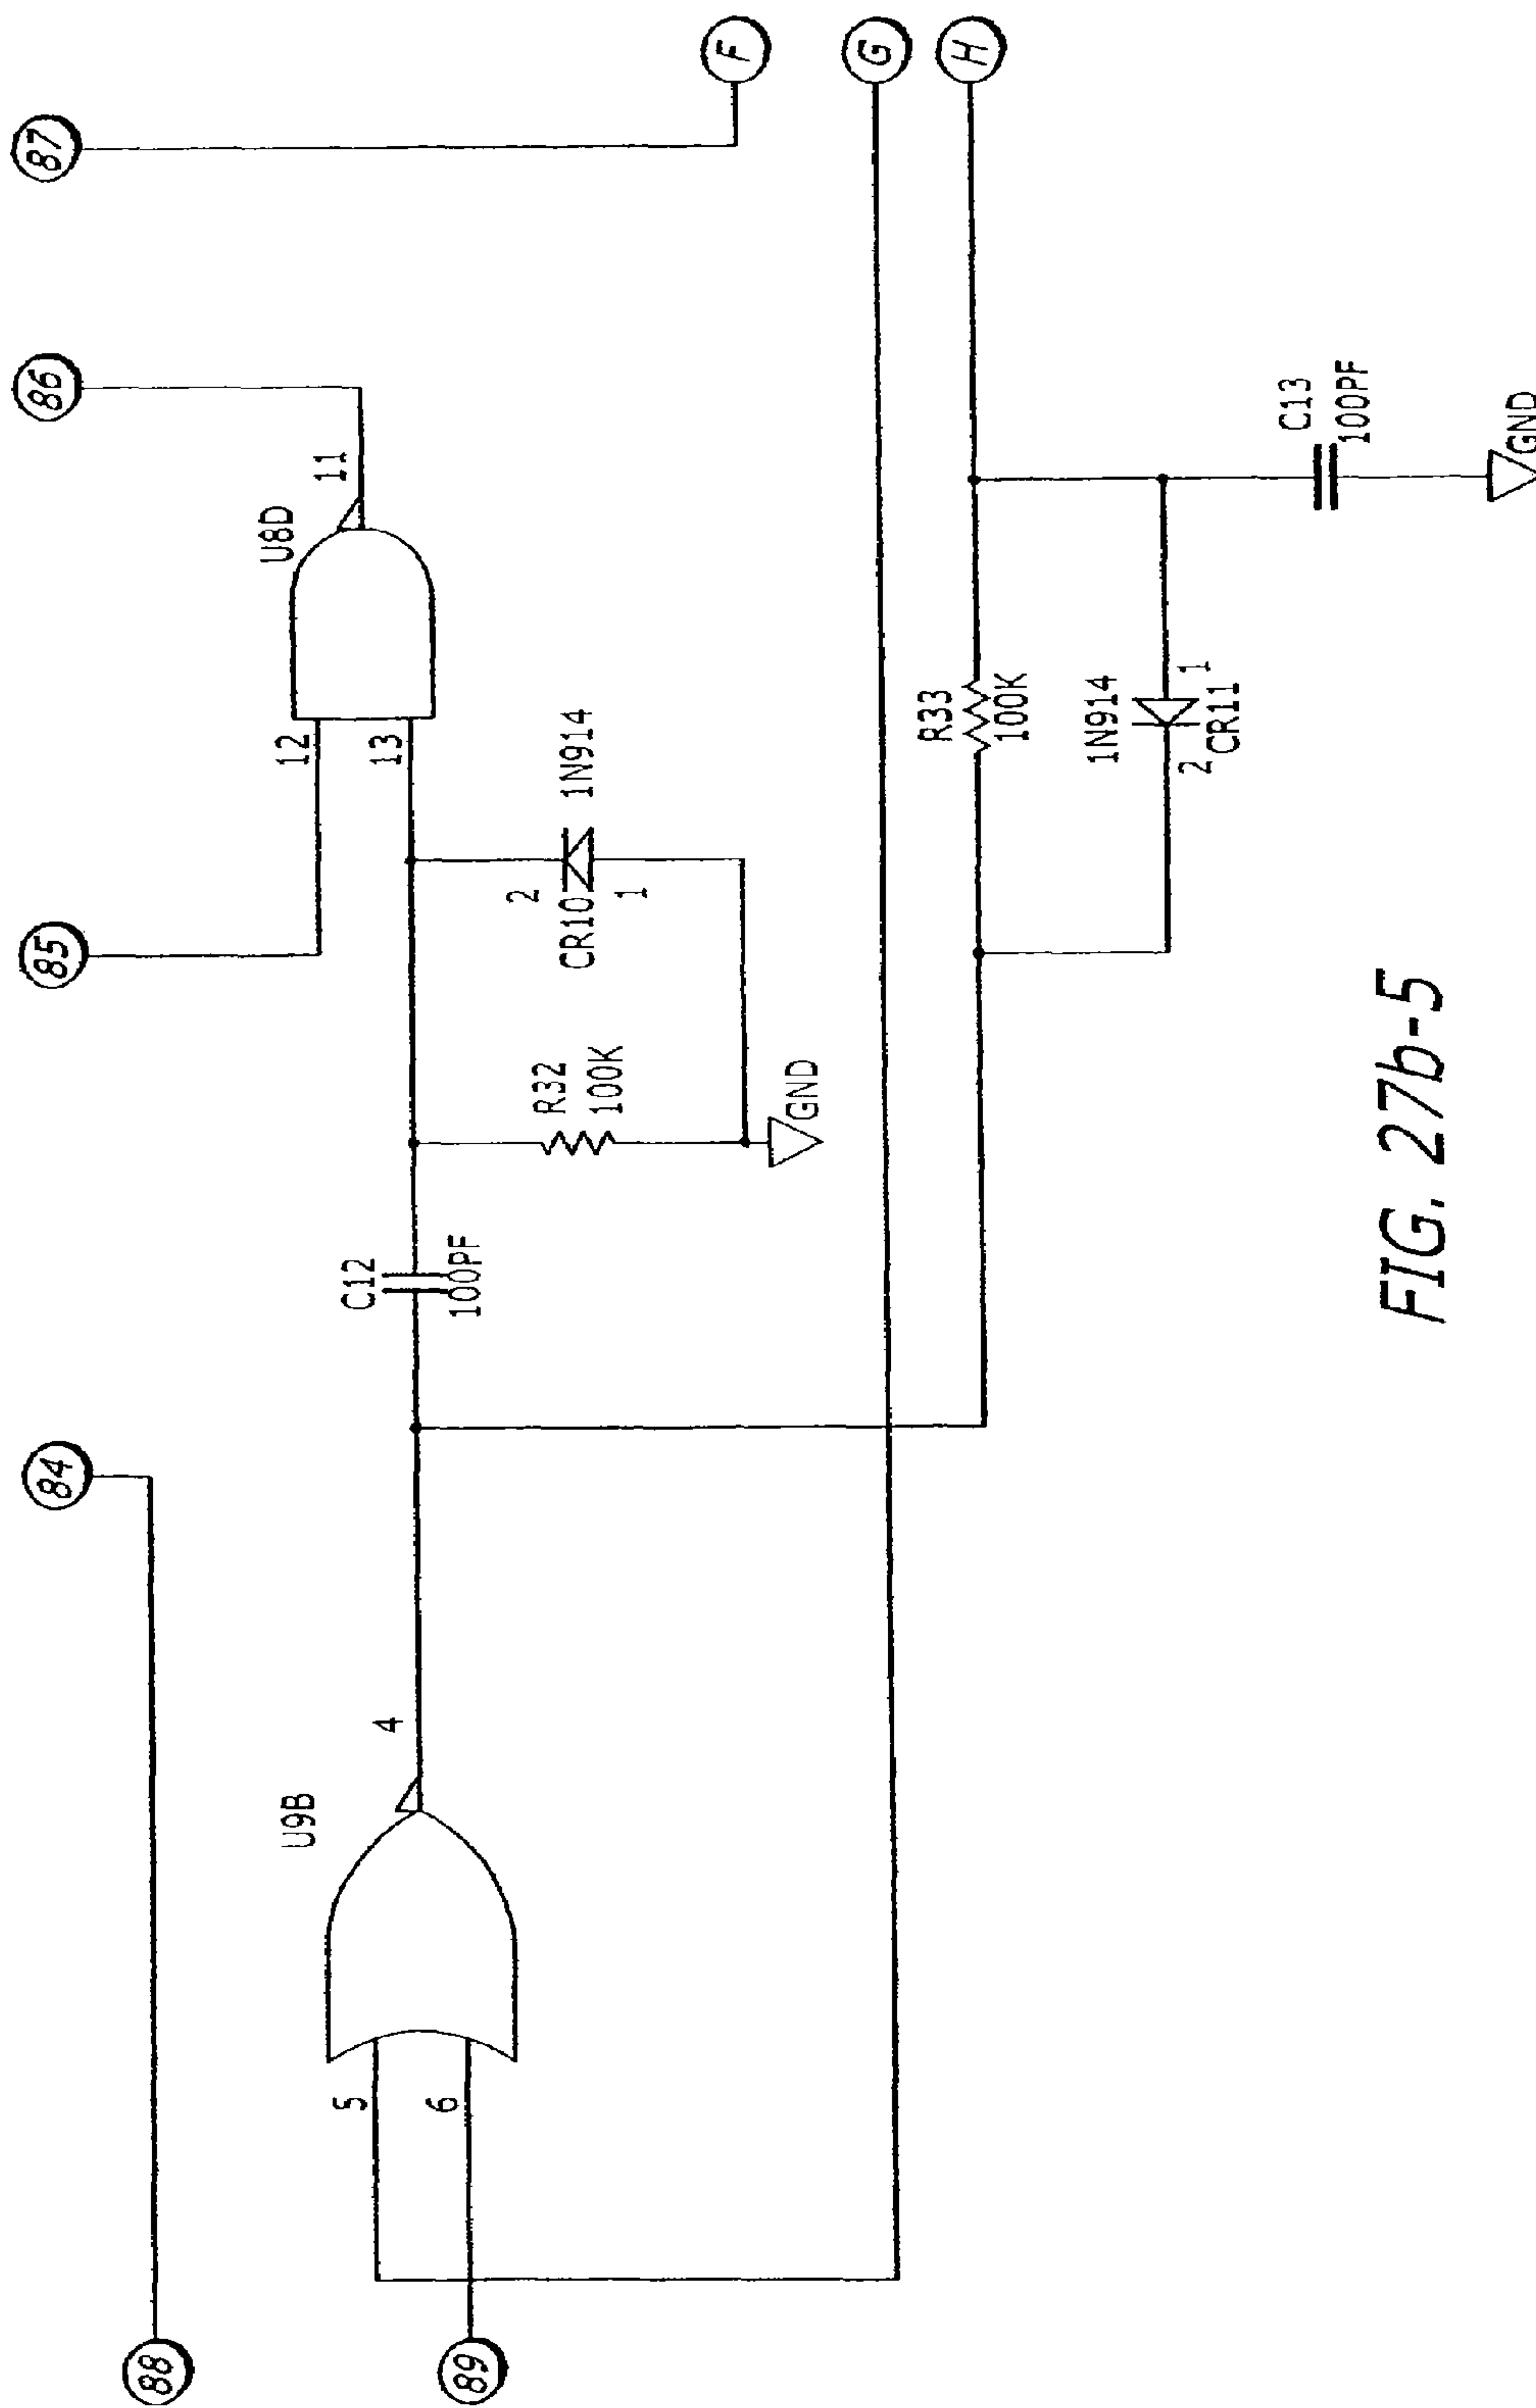 84
85
86
87
88
U9B
5
6
4
89
C12
100PF
R32
100K
GND
2
CR10
1
1N914
U8D
12
13
11
F
G
H
R33
100K
1N914
2
1
CR11
C13
100PF
GND
FIG. 27b-5